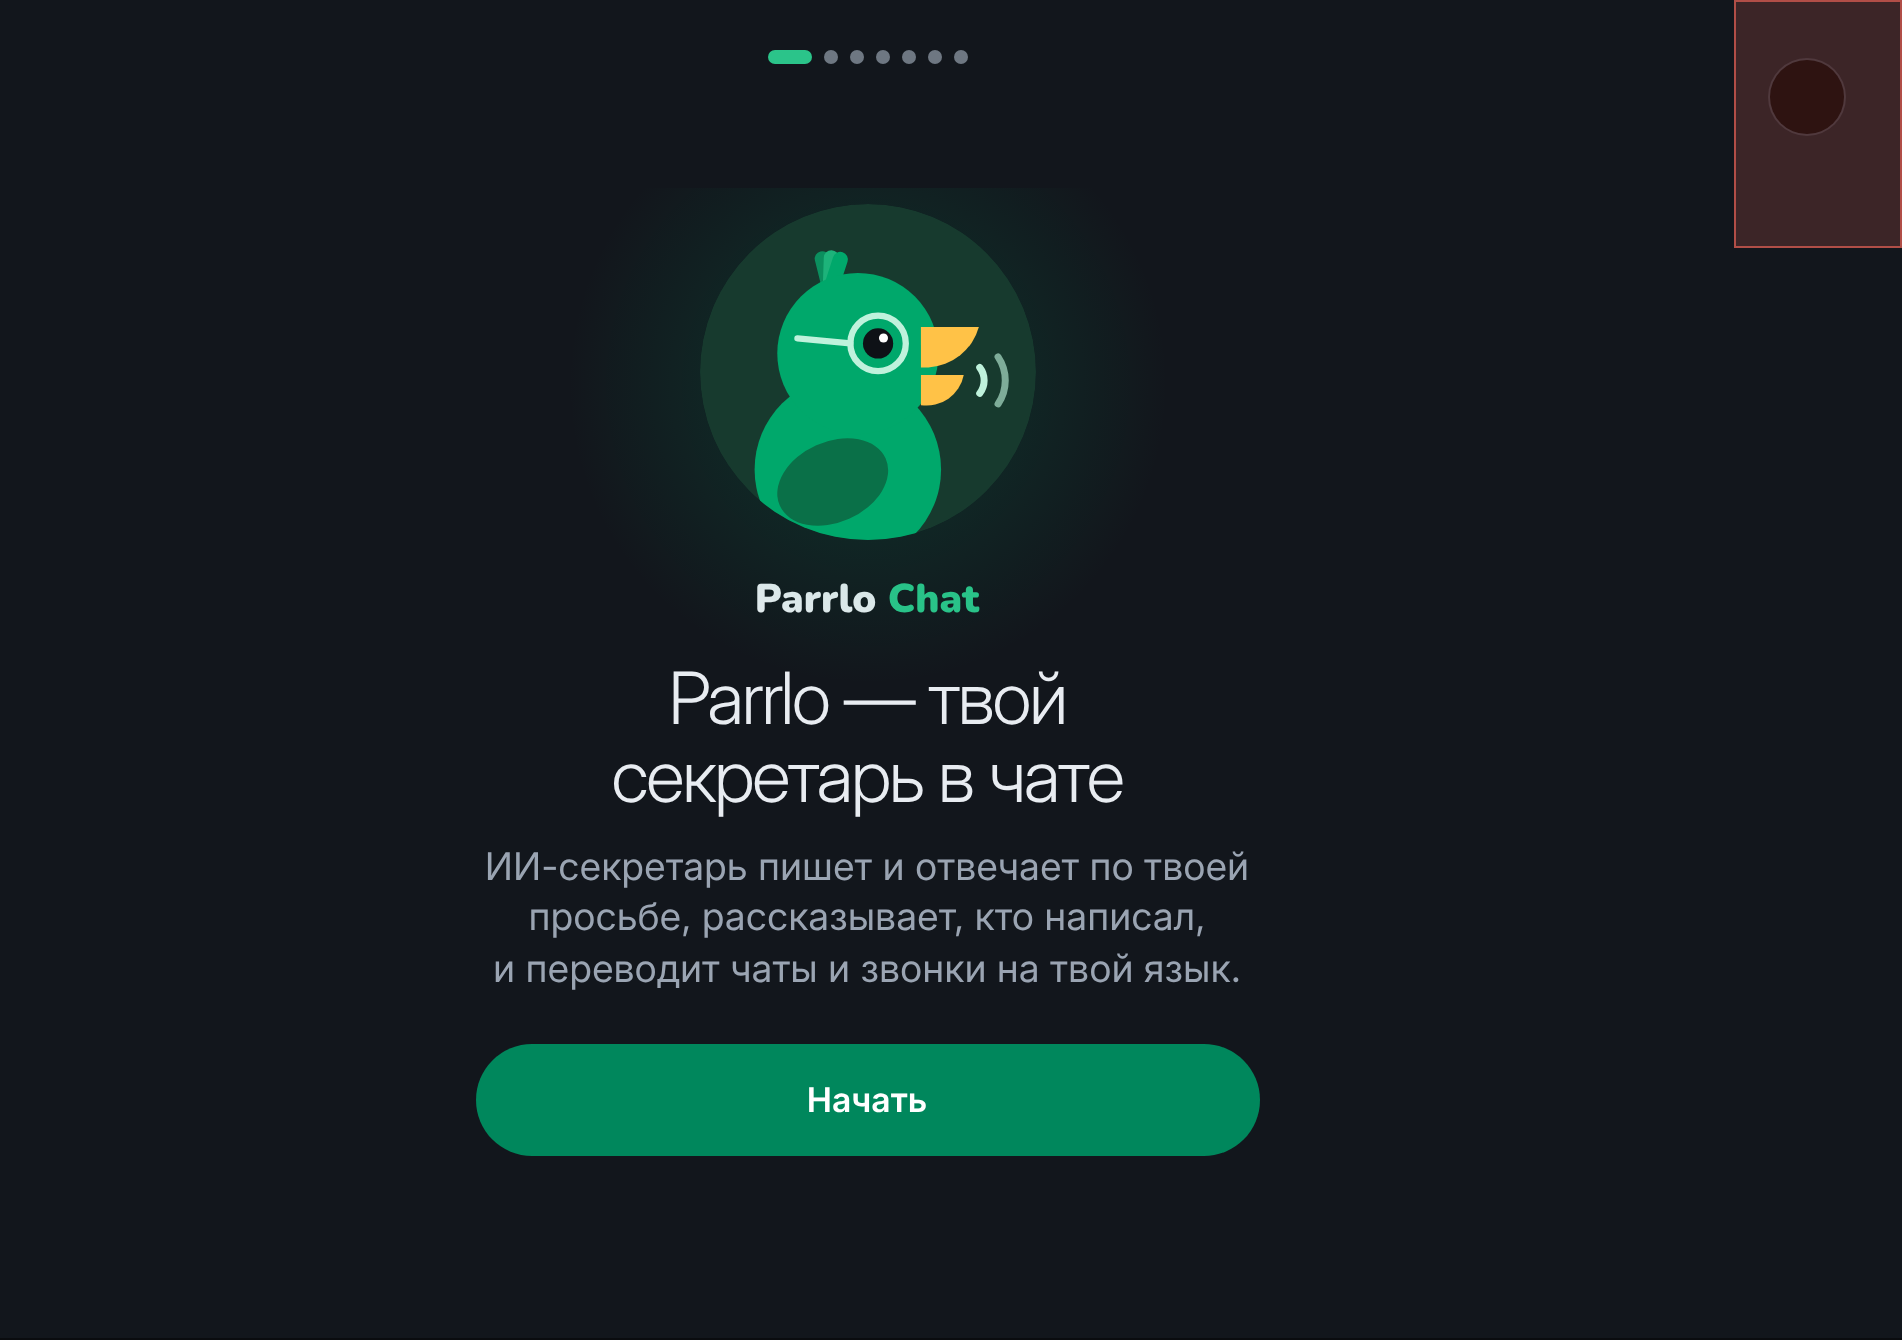 Parrlo Chat
Parrlo — твой
секретарь в чате
ИИ-секретарь пишет и отвечает по твоей
просьбе, рассказывает, кто написал,
и переводит чаты и звонки на твой язык.
Начать